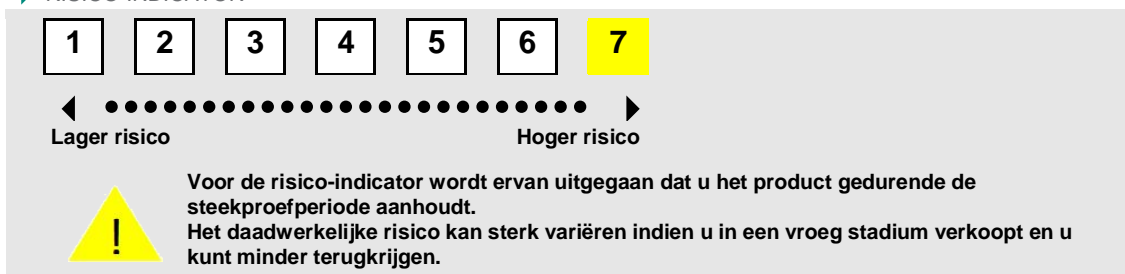 RISICO-INDICATOR
1 2 3 4 5 6 7
Lager risico Hoger risico
! Voor de risico-indicator wordt ervan uitgegaan dat u het product gedurende de
steekproefperiode aanhoudt.
Het daadwerkelijke risico kan sterk variëren indien u in een vroeg stadium verkoopt en u
kunt minder terugkrijgen.